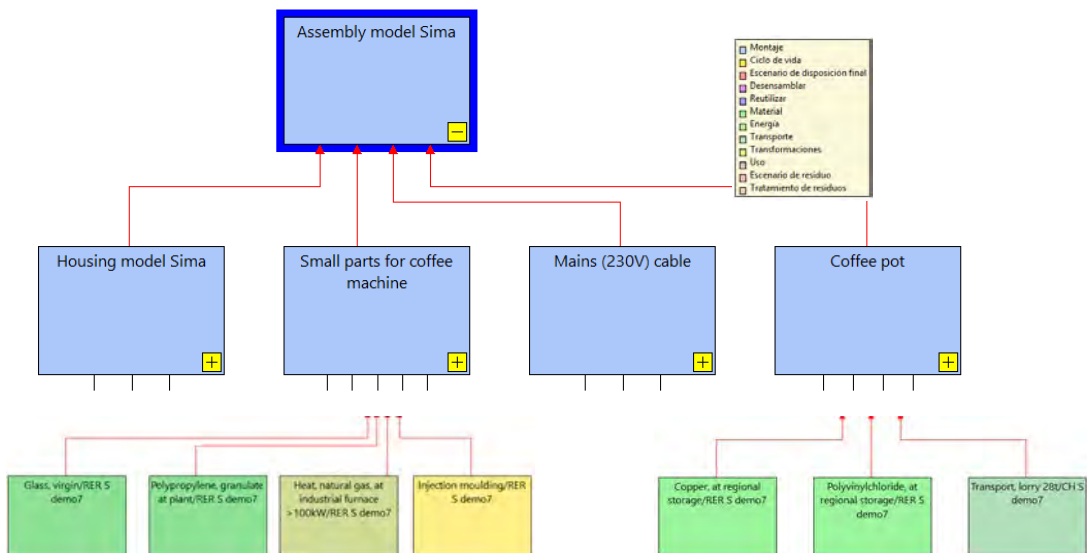 Assembly model Sima
Montaje
Ciclo de vida
Escenario de disposición final
Desensamblar
Reutilizar
Material
Energía
Transporte
Transformaciones
Uso
Escenario de residuo
Tratamiento de residuos
Housing model Sima
Small parts for coffee
machine
Mains (230V) cable
Coffee pot
Glass, virgin/RER S
demo7
Polypropylene, granulate
at plant/RER S demo7
Heat, natural gas, at
industrial furnace
>100kW/RER S demo7
Injection moulding/RER
S demo7
Copper, at regional
storage/RER S demo7
Polyvinylchloride, at
regional storage/RER S
demo7
Transport, lorry 28t/CH S
demo7